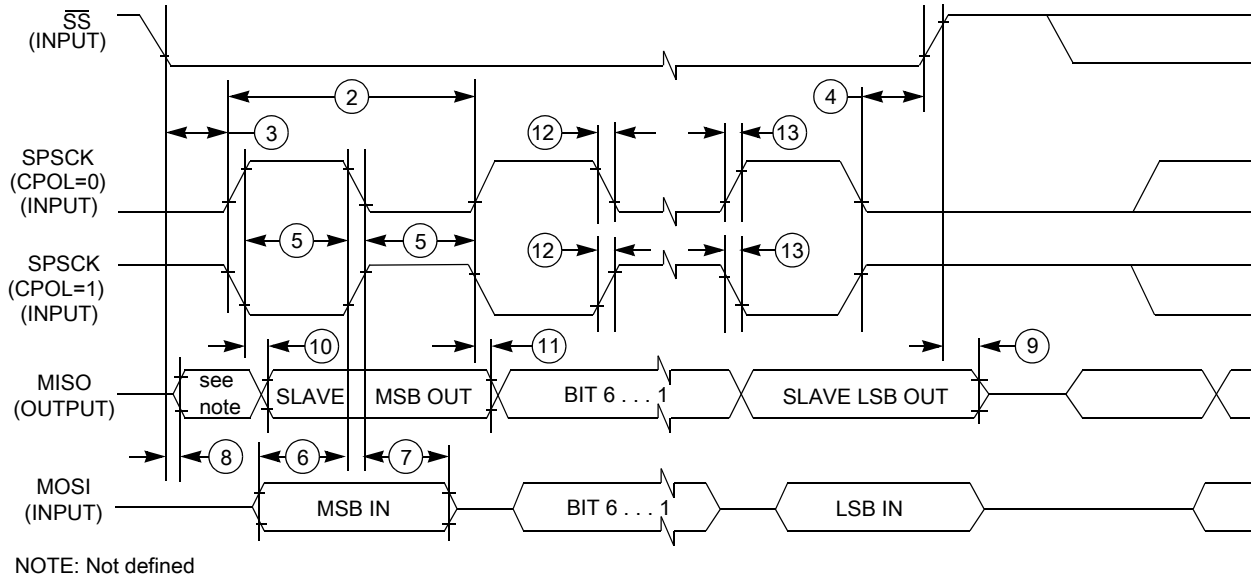 SS
(INPUT)
2
4
3
12
13
SPSCK
(CPOL=0)
(INPUT)
5
5
SPSCK
(CPOL=1)
(INPUT)
12
13
10
11
9
MISO
(OUTPUT)
see
note
SLAVE
MSB OUT
BIT 6 . . . 1
SLAVE LSB OUT
8
6
7
MOSI
(INPUT)
MSB IN
BIT 6 . . . 1
LSB IN
NOTE: Not defined